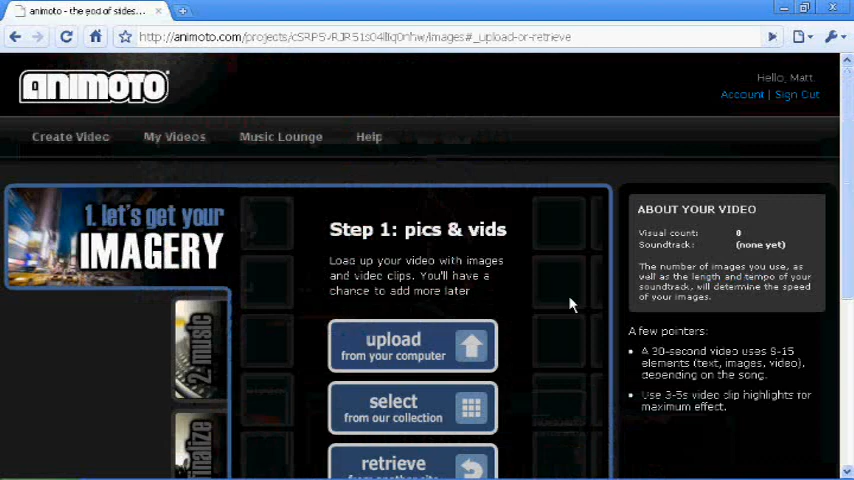 animoto - the god of sides...
http://animoto.com/projects/
images#_upload-or-retrieve
ANIMOTO
Hello, Matt.
Account | Sign Out
Create Video
My Videos
Music Lounge
Help
1. let's get your
IMAGERY
2. music
finalize
Step 1: pics & vids
Load up your video with images
and video clips. You'll have a
chance to add more later
upload
from your computer
select
from our collection
retrieve
from another site
ABOUT YOUR VIDEO
Visual count: 0
Soundtrack: (none yet)
The number of images you use, as
well as the length and tempo of your
soundtrack, will determine the speed
of your images.
A few pointers:
A 30-second video uses 8-15
elements (text, images, video),
depending on the song.
Use 3-5s video clip highlights for
maximum effect.